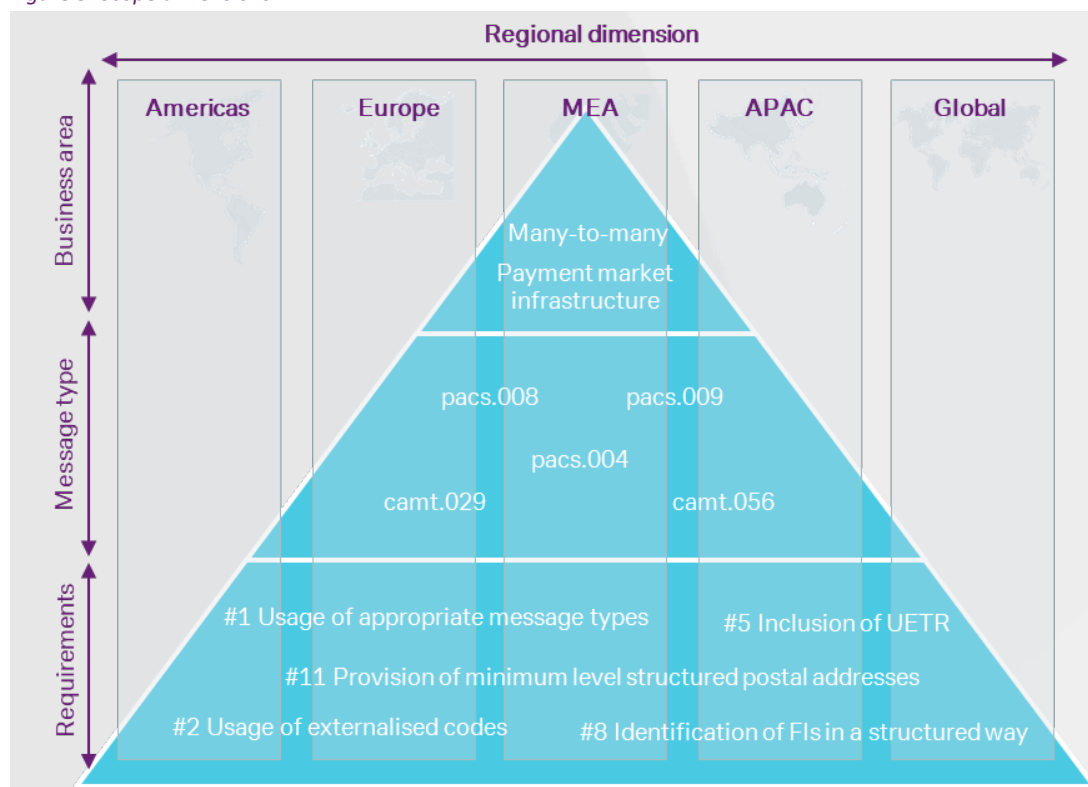 Regional dimension
Americas
Europe
MEA
APAC
Global
Business area
Many-to-many
Payment market
infrastructure
Message type
pacs.008
pacs.009
pacs.004
camt.029
camt.056
Requirements
#1 Usage of appropriate message types
#5 Inclusion of UETR
#11 Provision of minimum level structured postal addresses
#2 Usage of externalised codes
#8 Identification of FIs in a structured way